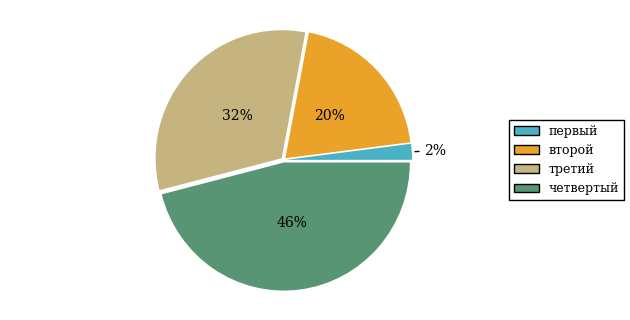 32%
20%
2%
46%
первый
второй
третий
четвертый